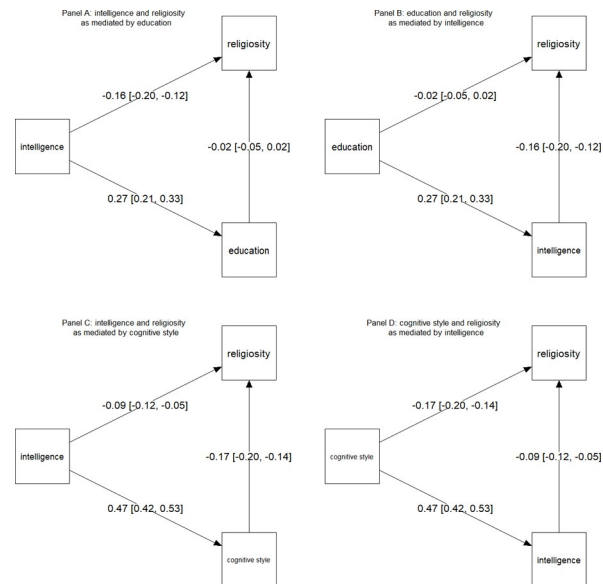 Panel A: intelligence and religiosity
as mediated by education
religiosity
-0.16 [-0.20, -0.12]
intelligence
-0.02 [-0.05, 0.02]
0.27 [0.21, 0.33]
education
Panel B: education and religiosity
as mediated by intelligence
religiosity
-0.02 [-0.05, 0.02]
education
-0.16 [-0.20, -0.12]
0.27 [0.21, 0.33]
intelligence
Panel C: intelligence and religiosity
as mediated by cognitive style
religiosity
-0.09 [-0.12, -0.05]
intelligence
-0.17 [-0.20, -0.14]
0.47 [0.42, 0.53]
cognitive style
Panel D: cognitive style and religiosity
as mediated by intelligence
religiosity
-0.17 [-0.20, -0.14]
cognitive style
-0.09 [-0.12, -0.05]
0.47 [0.42, 0.53]
intelligence